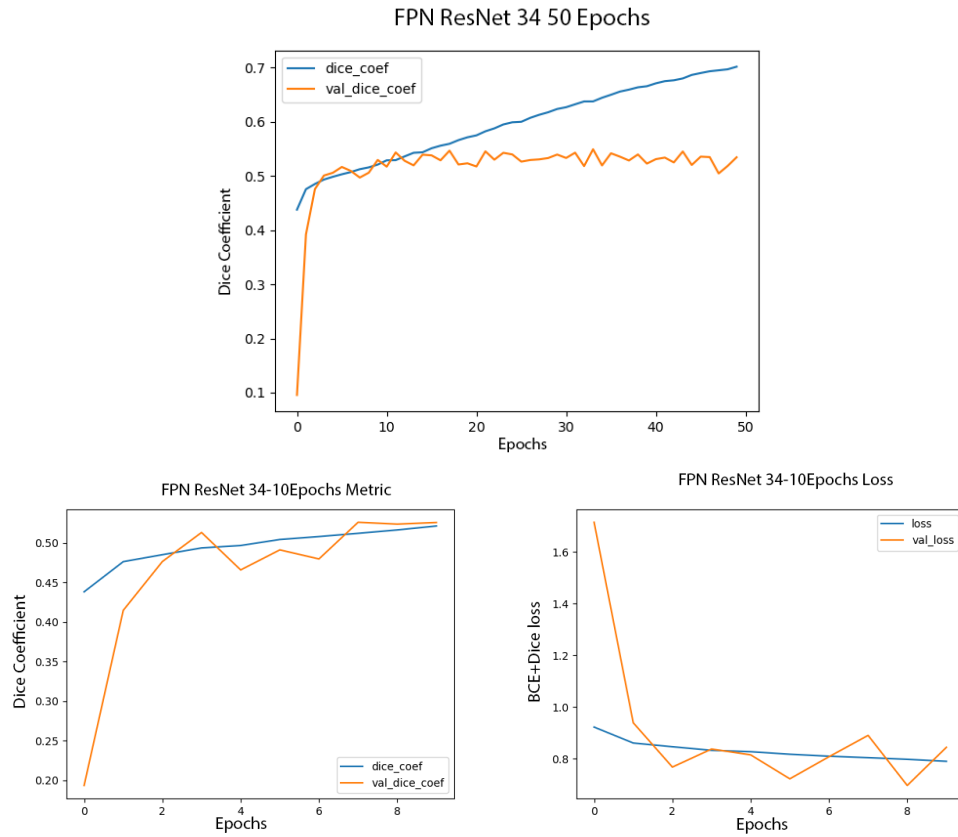 FPN ResNet 34 50 Epochs
dice_coef
val_dice_coef
Dice Coefficient
0.7
0.6
0.5
0.4
0.3
0.2
0.1
0 10 20 30 40 50
Epochs
FPN ResNet 34-10Epochs Metric
Dice Coefficient
0.50
0.45
0.40
0.35
0.30
0.25
0.20
dice_coef
val_dice_coef
0 2 4 6 8
Epochs
FPN ResNet 34-10Epochs Loss
loss
val_loss
BCE+Dice loss
1.6
1.4
1.2
1.0
0.8
0 2 4 6 8
Epochs